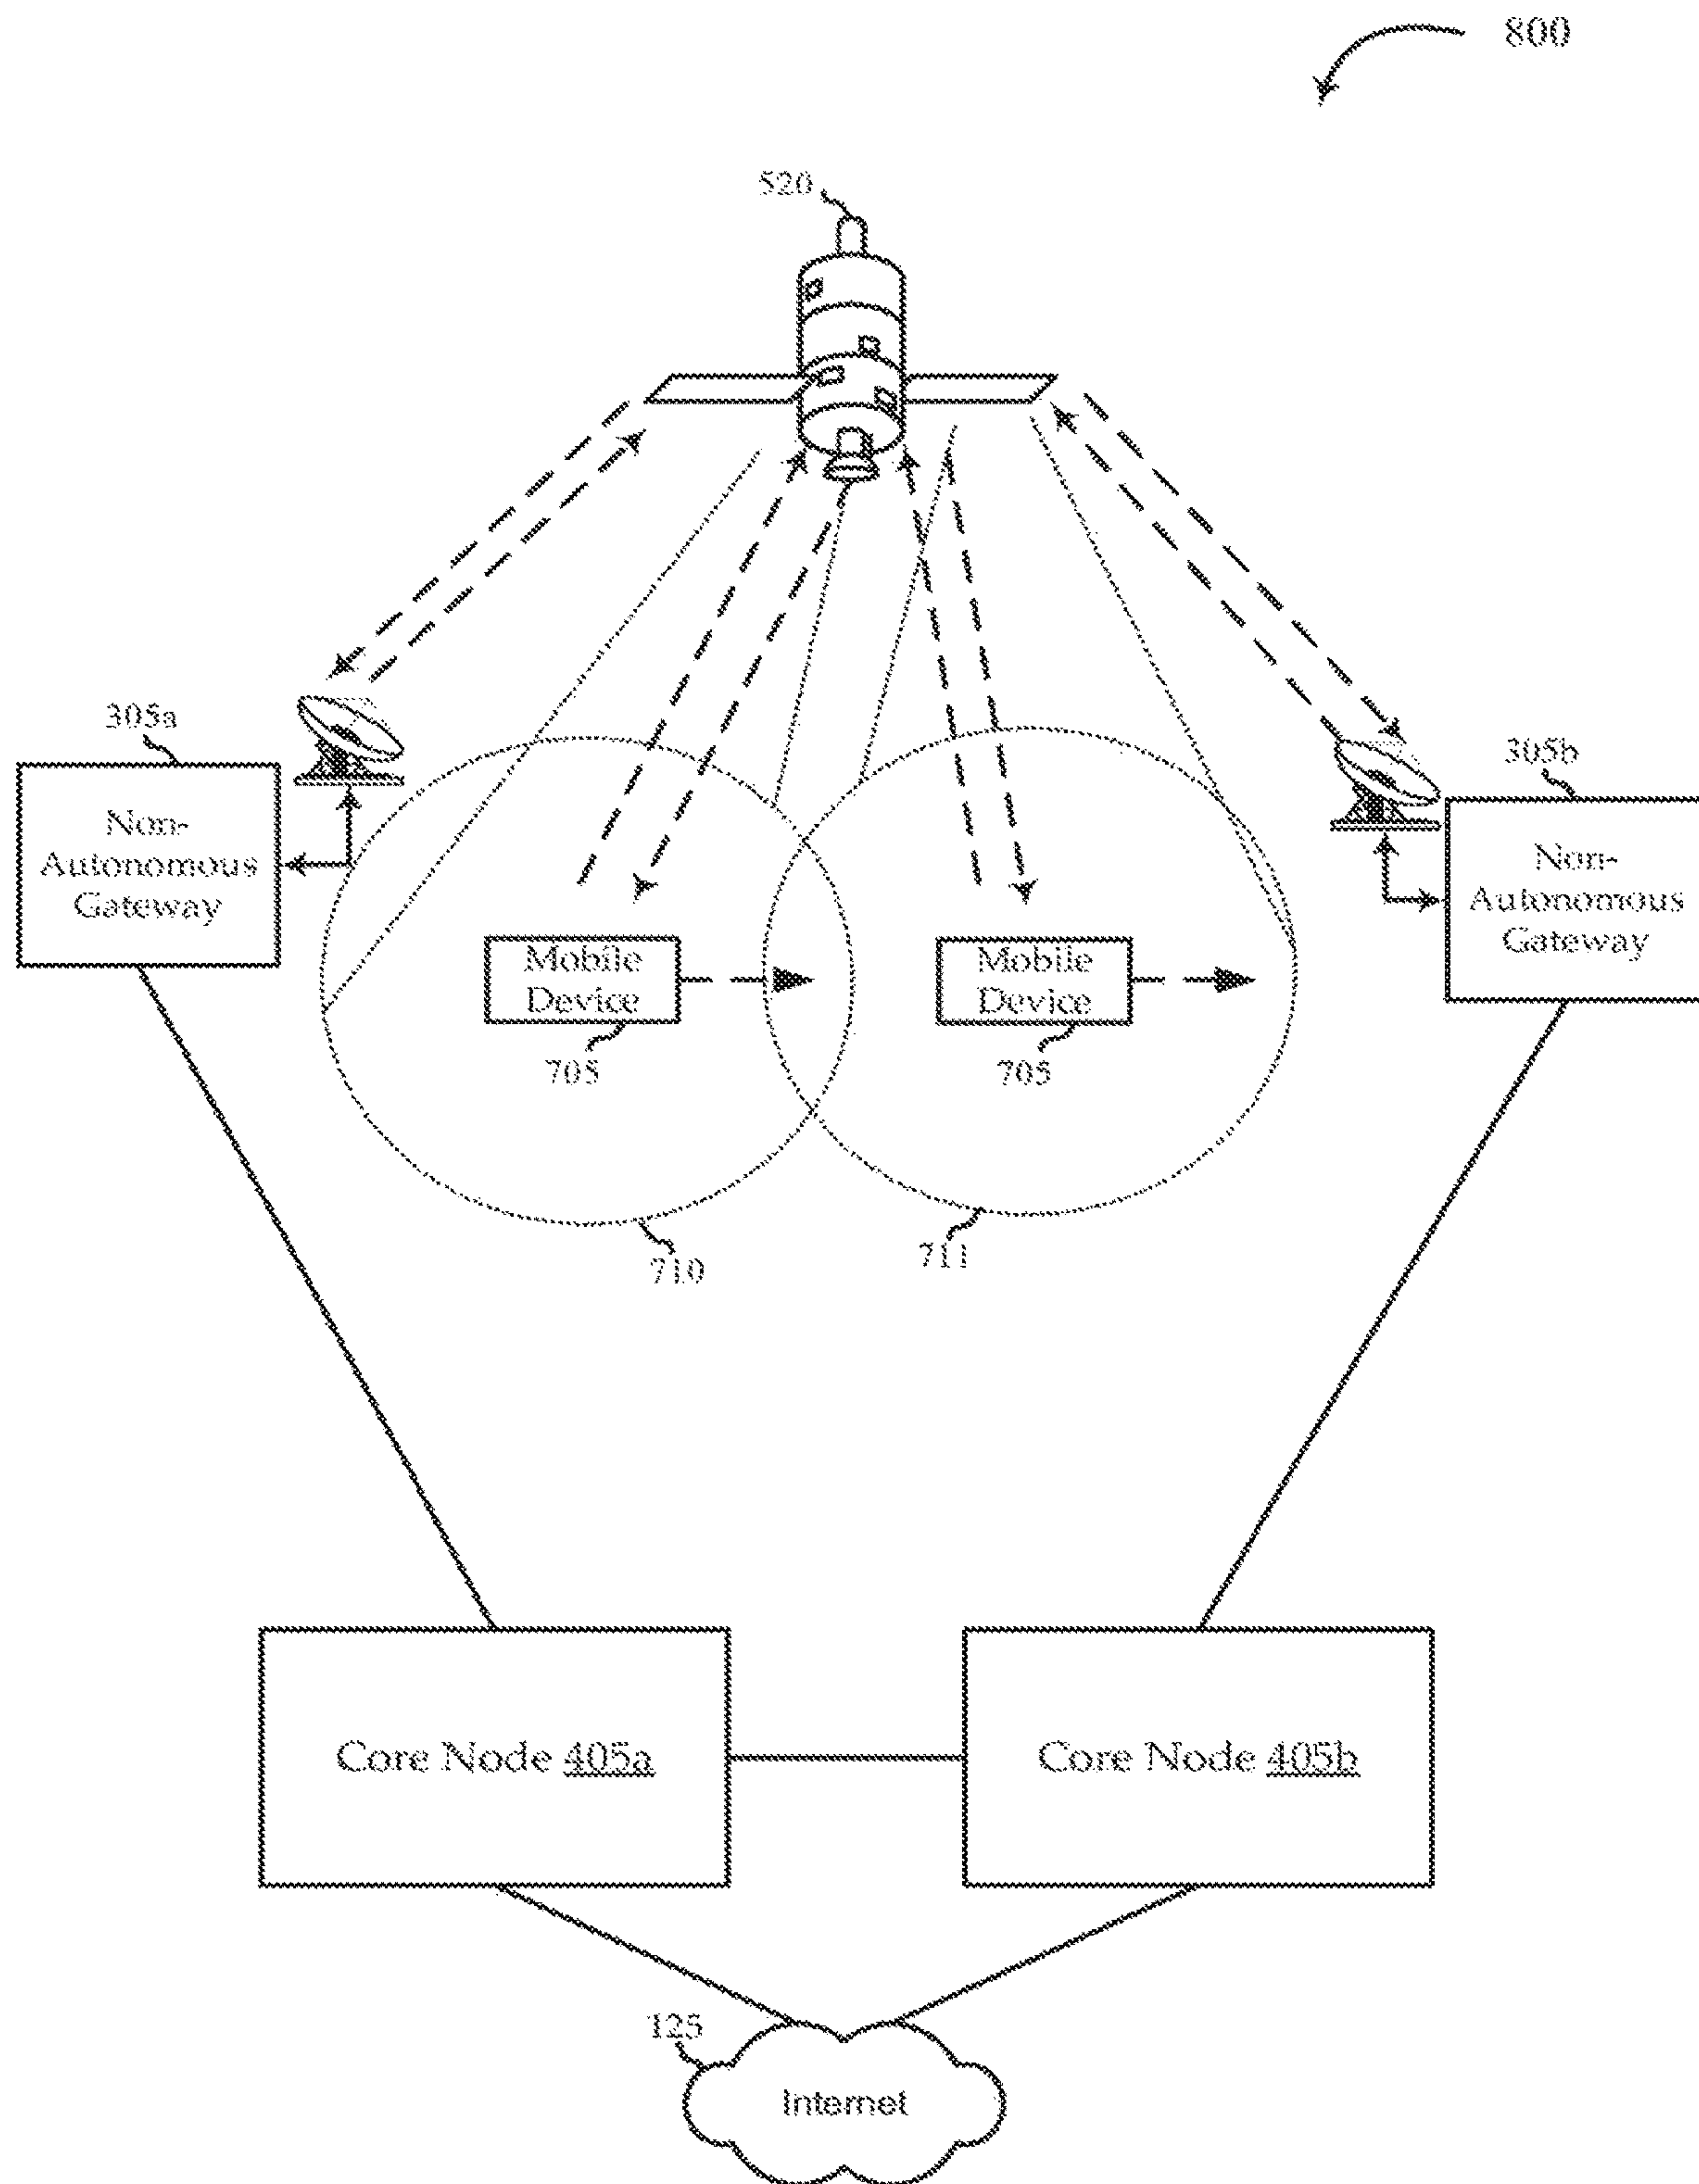 800
520
305a
Non-
Autonomous
Gateway
305b
Non-
Autonomous
Gateway
Mobile
Device
705
Mobile
Device
705
710
711
Core Node 405a
Core Node 405b
125
Internet